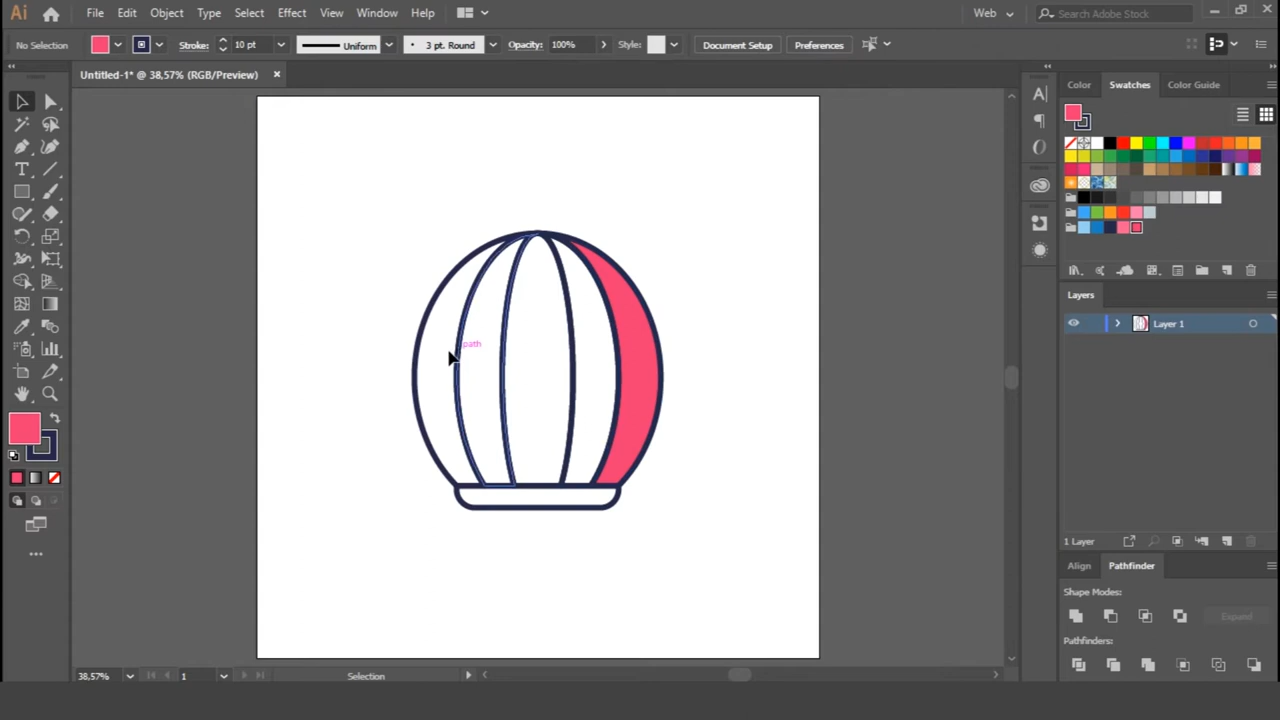 Ai File Edit Object Type Select Effect View Window Help Web Search Adobe Stock
No Selection Stroke: 10 pt Uniform 3 pt. Round Opacity: 100% Style: Document Setup Preferences
Untitled-1* @ 38,57% (RGB/Preview)
Color Swatches Color Guide
Layers
Layer 1
path
1 Layer
Align Pathfinder
Shape Modes:
Expand
Pathfinders:
38,57% 1 Selection